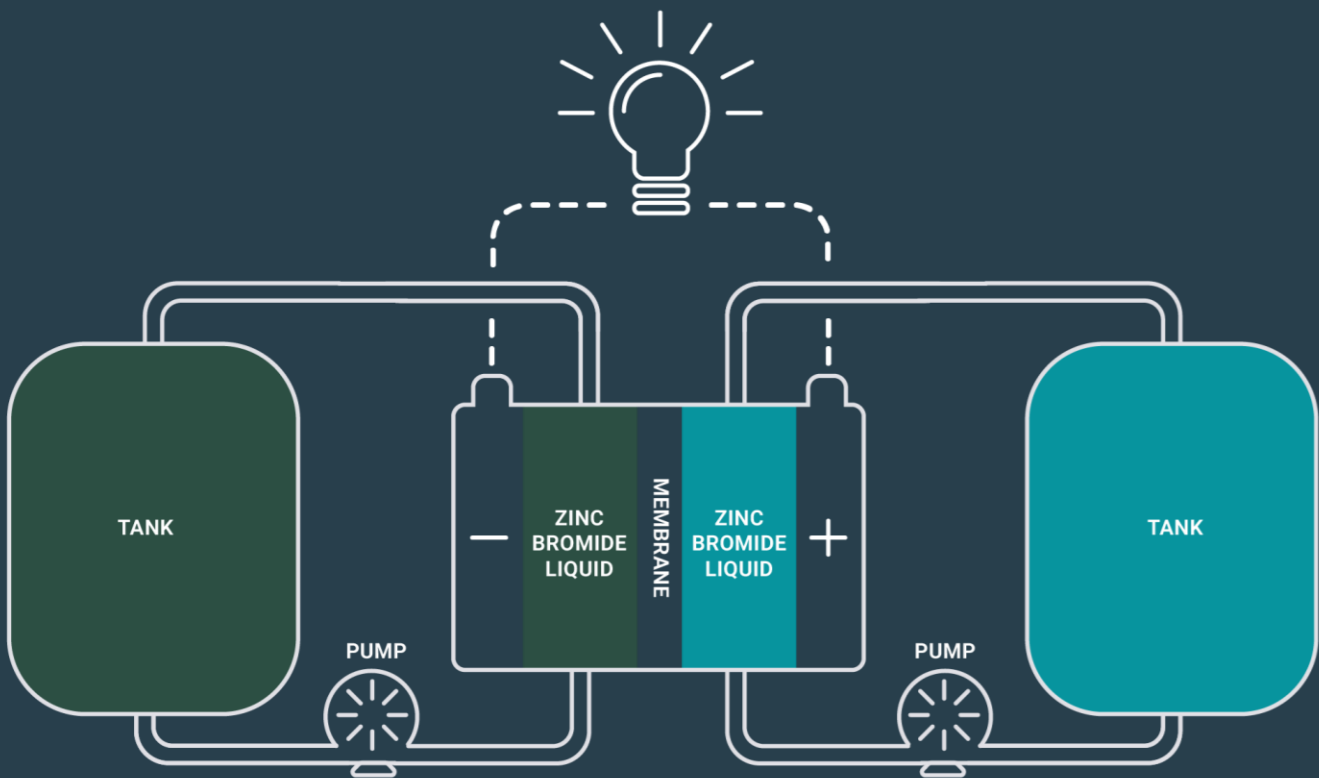 TANK
ZINC
BROMIDE
LIQUID
MEMBRANE
ZINC
BROMIDE
LIQUID
TANK
PUMP
PUMP